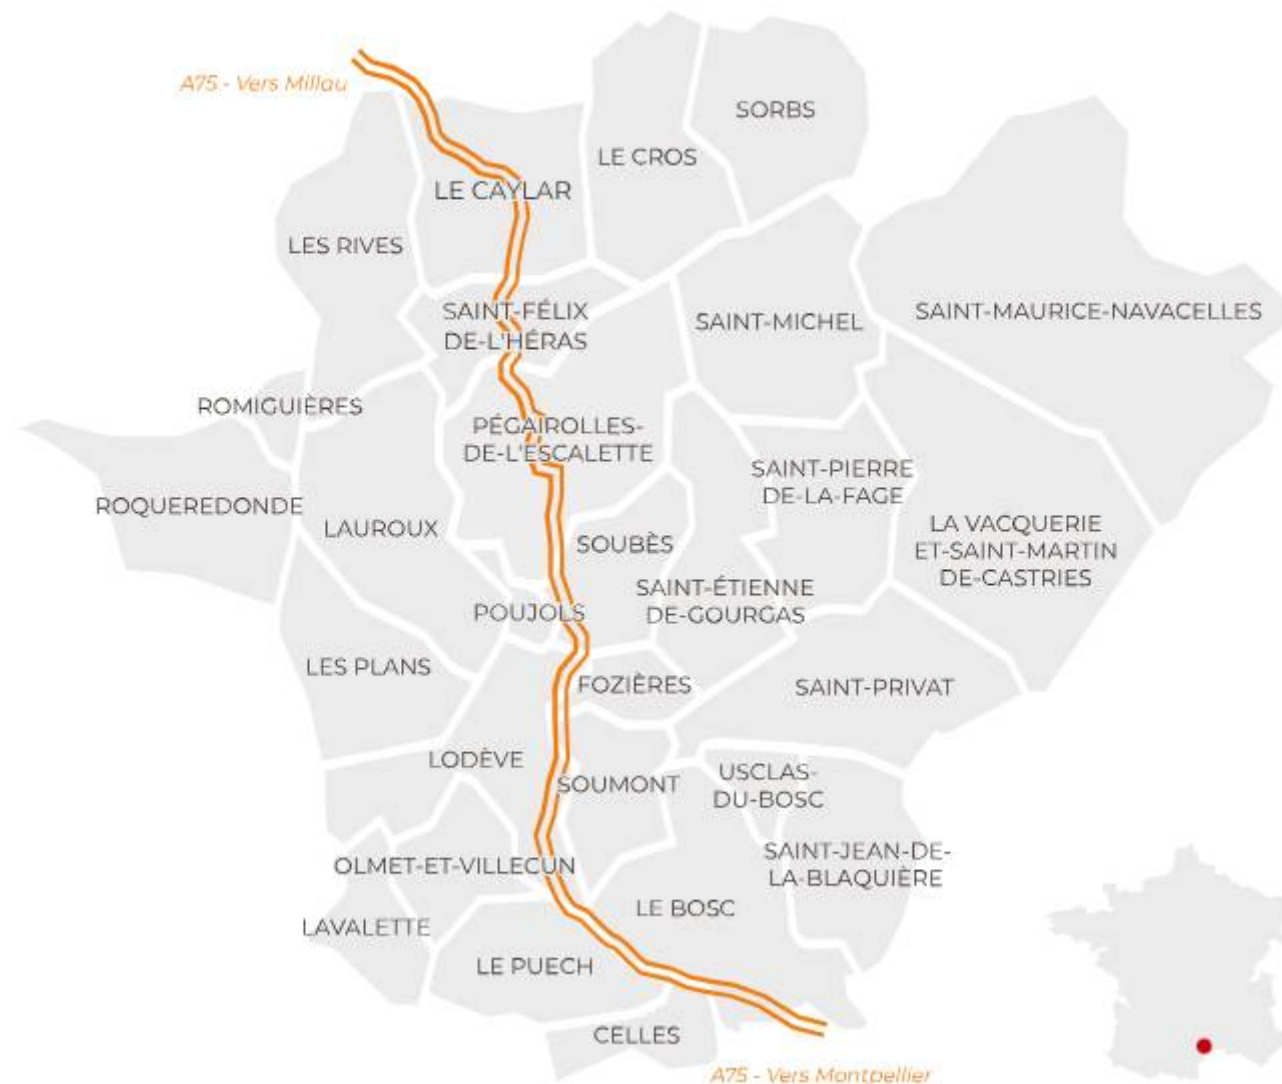 A75 - Vers Millau
SORBS
LE CROS
LE CAYLAR
LES RIVES
SAINT-FÉLIX
DE-L'HÉRAS
SAINT-MICHEL
SAINT-MAURICE-NAVACELLES
ROMIGUIÈRES
PÉGAIROLLES-
DE-L'ESCALETTE
SAINT-PIERRE
DE-LA-FAGE
ROQUEREDONDE
LAUROUX
LA VACQUERIE
ET-SAINT-MARTIN
DE-CASTRIES
SOUBÈS
SAINT-ÉTIENNE
DE-GOURGAS
POUJOLS
LES PLANS
FOZIÈRES
SAINT-PRIVAT
LODÈVE
SOUMONT
USCLAS-
DU-BOSC
SAINT-JEAN-DE-
LA-BLAQUIÈRE
OLMET-ET-VILLECUN
LE BOSC
LAVALETTE
LE PUECH
CELLES
A75 - Vers Montpellier